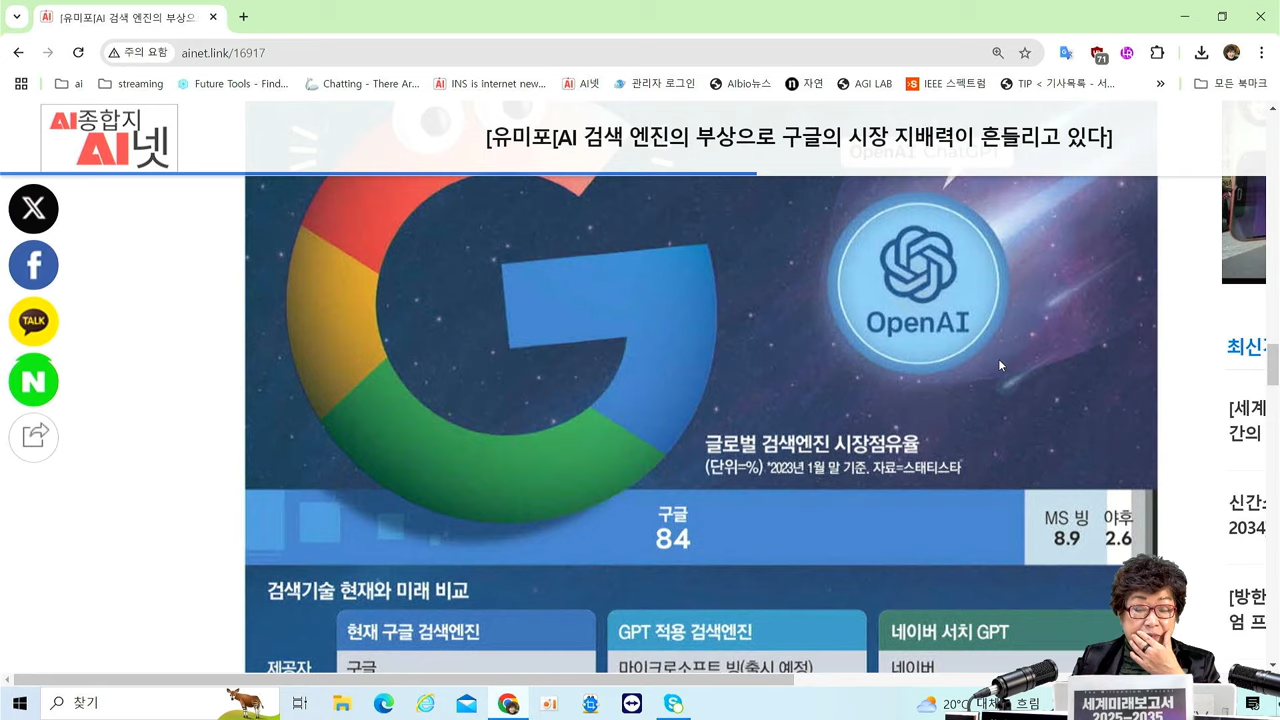 [유미포[AI 검색 엔진의 부상으
주의 요함
ainet.link/16917
71
ai
streaming
Future Tools - Find...
Chatting - There Ar...
INS is internet new...
AI넷
관리자 로그인
AIbio뉴스
자연
AGI LAB
IEEE 스펙트럼
TIP < 기사목록 - 서...
»
모든 북마크
AI종합지
AI넷
[유미포[AI 검색 엔진의 부상으로 구글의 시장 지배력이 흔들리고 있다]
OpenAI ChatGPT
X
f
TALK
N
OpenAI
글로벌 검색엔진 시장점유율
(단위=%) *2023년 1월 말 기준. 자료=스태티스타
구글
84
MS 빙
8.9
야후
2.6
검색기술 현재와 미래 비교
현재 구글 검색엔진
GPT 적용 검색엔진
네이버 서치 GPT
제공자
구글
마이크로소프트 빙(출시 예정)
네이버
[세계
간의
신간
2034
찾기
20°C 대체로 흐림
The Millennium Project
세계미래보고서
2025-2035